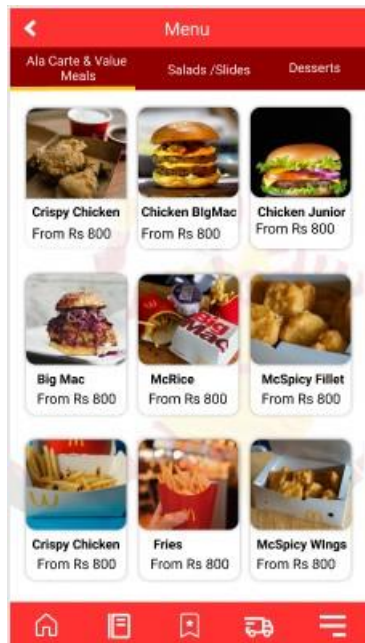 Menu
Ala Carte & Value
Meals
Salads /Slides
Desserts
Crispy Chicken
Chicken BIgMac
Chicken Junior
From Rs 800
From Rs 800
From Rs 800
Big Mac
McRice
McSpicy Fillet
From Rs 800
From Rs 800
From Rs 800
Crispy Chicken
Fries
McSpicy WIngs
From Rs 800
From Rs 800
From Rs 800
Big
Mac